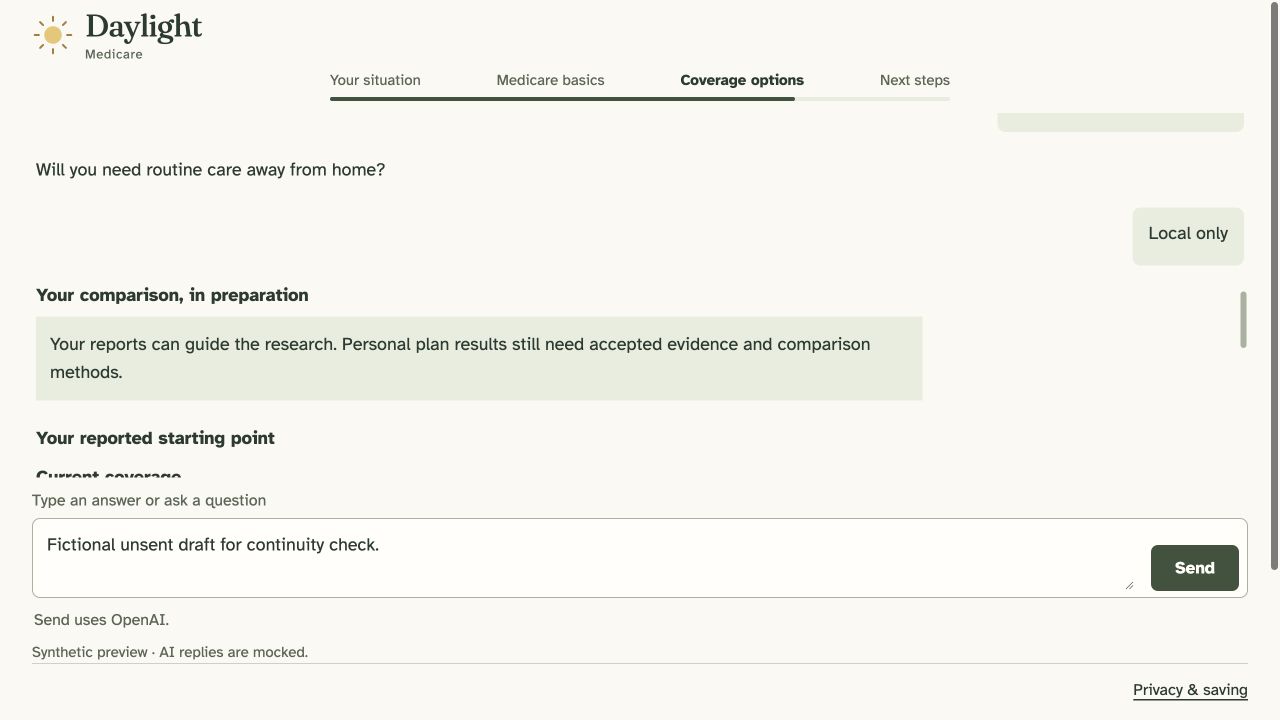 Daylight
Medicare
Your situation
Medicare basics
Coverage options
Next steps
Will you need routine care away from home?
Local only
Your comparison, in preparation
Your reports can guide the research. Personal plan results still need accepted evidence and comparison
methods.
Your reported starting point
Current coverage
Type an answer or ask a question
Fictional unsent draft for continuity check.
Send
Send uses OpenAI.
Synthetic preview · AI replies are mocked.
Privacy & saving